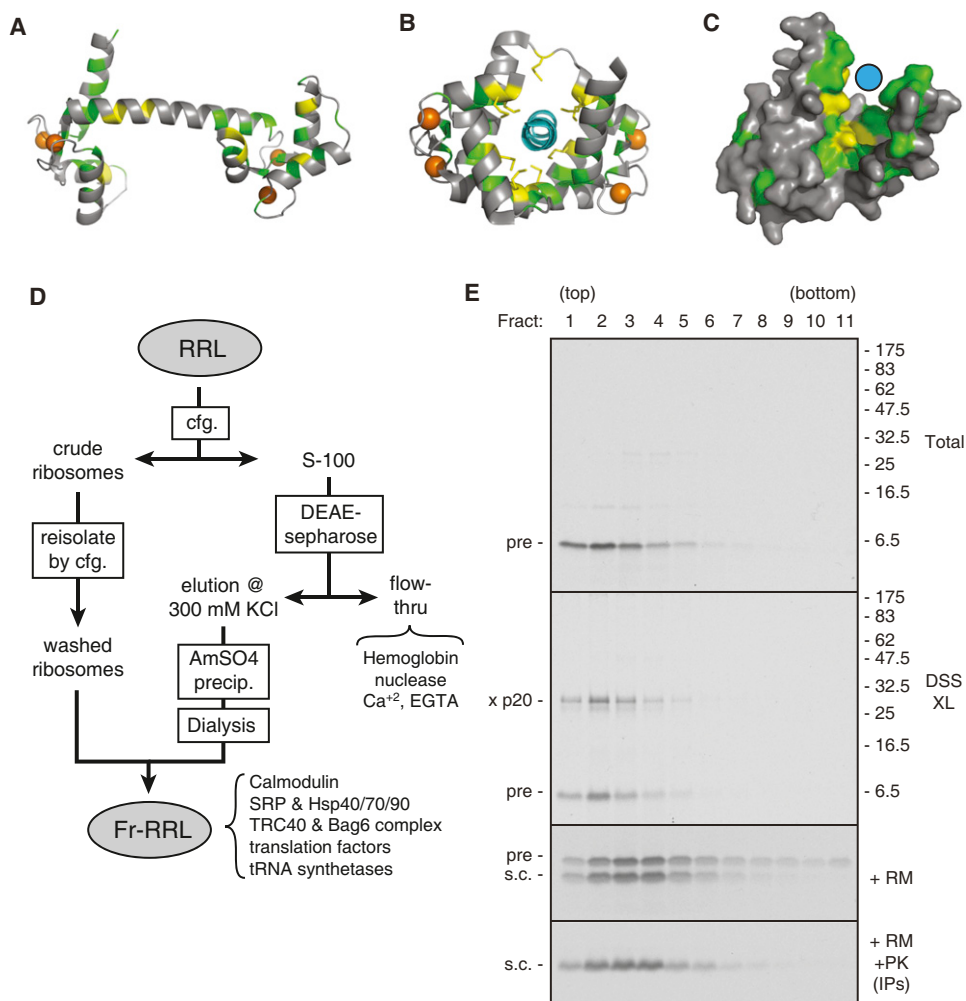 A
B
C
D
RRL
cfg.
crude
ribosomes
S-100
reisolate
by cfg.
DEAE-
sepharose
elution @
300 mM KCl
flow-
thru
washed
ribosomes
AmSO4
precip.
Hemoglobin
nuclease
Ca+2, EGTA
Dialysis
Fr-RRL
Calmodulin
SRP & Hsp40/70/90
TRC40 & Bag6 complex
translation factors
tRNA synthetases
E
(top) (bottom)
Fract: 1 2 3 4 5 6 7 8 9 10 11
- 175
- 83
- 62
- 47.5
- 32.5
Total
- 25
- 16.5
pre - - 6.5
- 175
- 83
- 62
- 47.5
- 32.5
DSS
XL
x p20 -
- 25
- 16.5
pre - - 6.5
pre -
s.c. - + RM
+ RM
s.c. - +PK
(IPs)